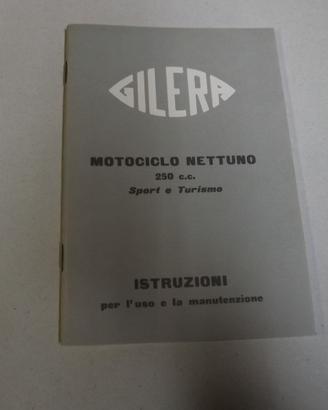 GILERA
MOTOCICLO NETTUNO
250 c.c.
Sport e Turismo
ISTRUZIONI
per l'uso e la manutenzione